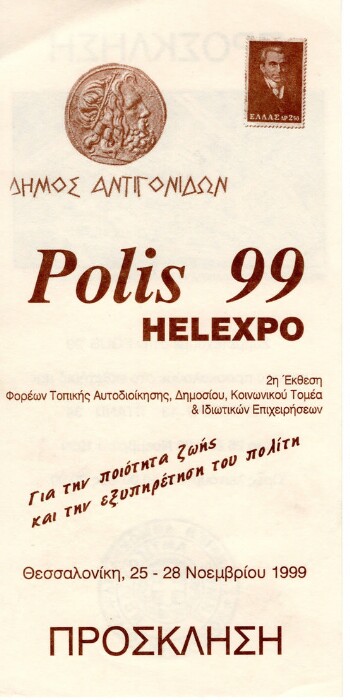 ΕΛΛΑΣ ΔΡ 2.50
ΔΗΜΟΣ ΑΝΤΙΓΟΝΙΔΩΝ
Polis 99
HELEXPO
2η Έκθεση
Φορέων Τοπικής Αυτοδιοίκησης, Δημοσίου, Κοινωνικού Τομέα
& Ιδιωτικών Επιχειρήσεων
Για την ποιότητα ζωής
και την εξυπηρέτηση του πολίτη
Θεσσαλονίκη, 25 - 28 Νοεμβρίου 1999
ΠΡΟΣΚΛΗΣΗ